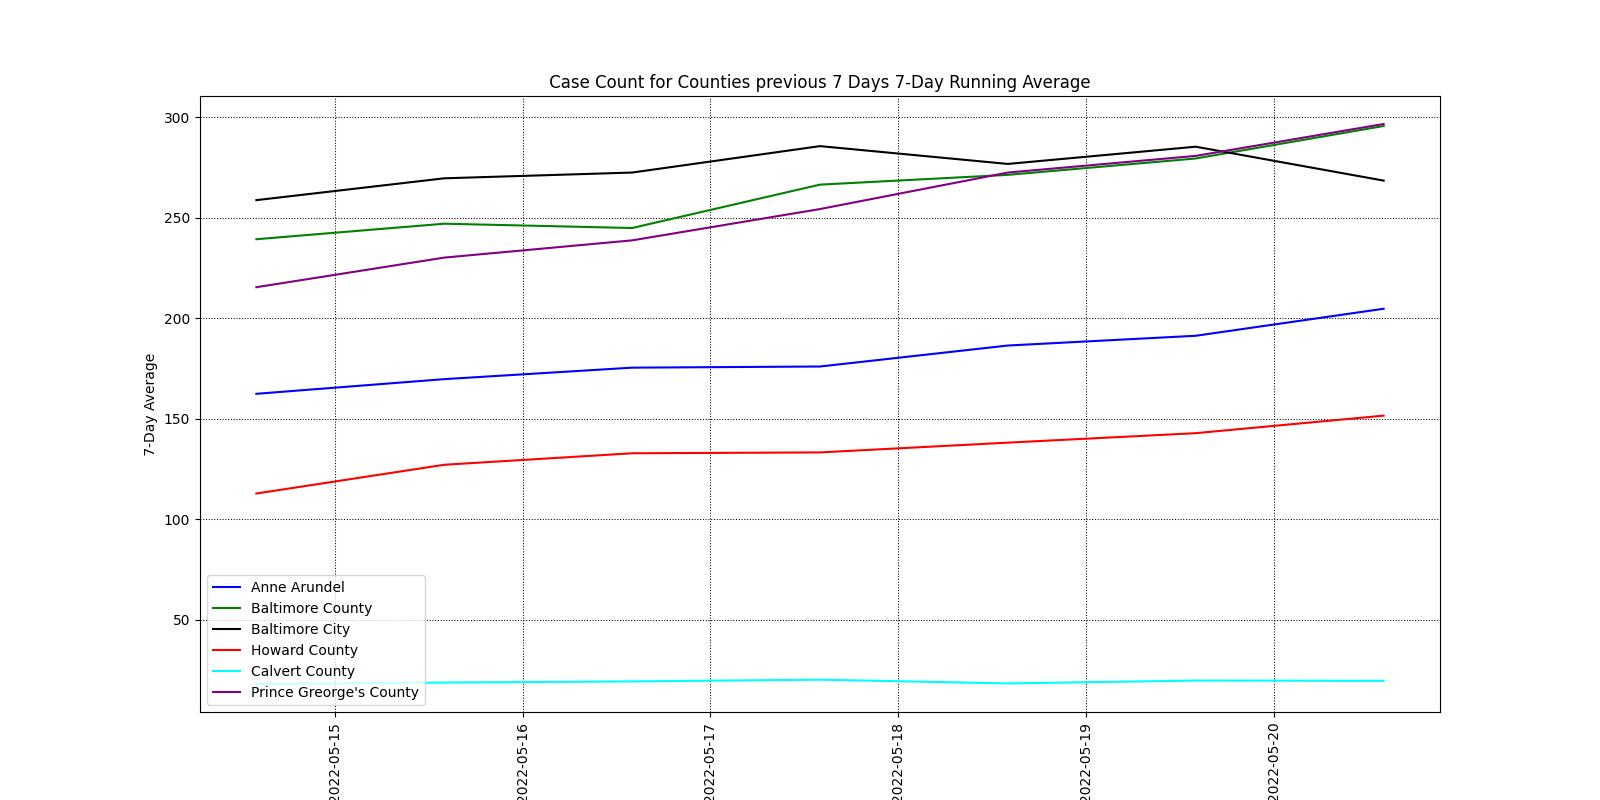 Case Count for Counties previous 7 Days 7-Day Running Average
300
250
200
150
100
50
7-Day Average
Anne Arundel
Baltimore County
Baltimore City
Howard County
Calvert County
Prince Greorge's County
2022-05-15
2022-05-16
2022-05-17
2022-05-18
2022-05-19
2022-05-20